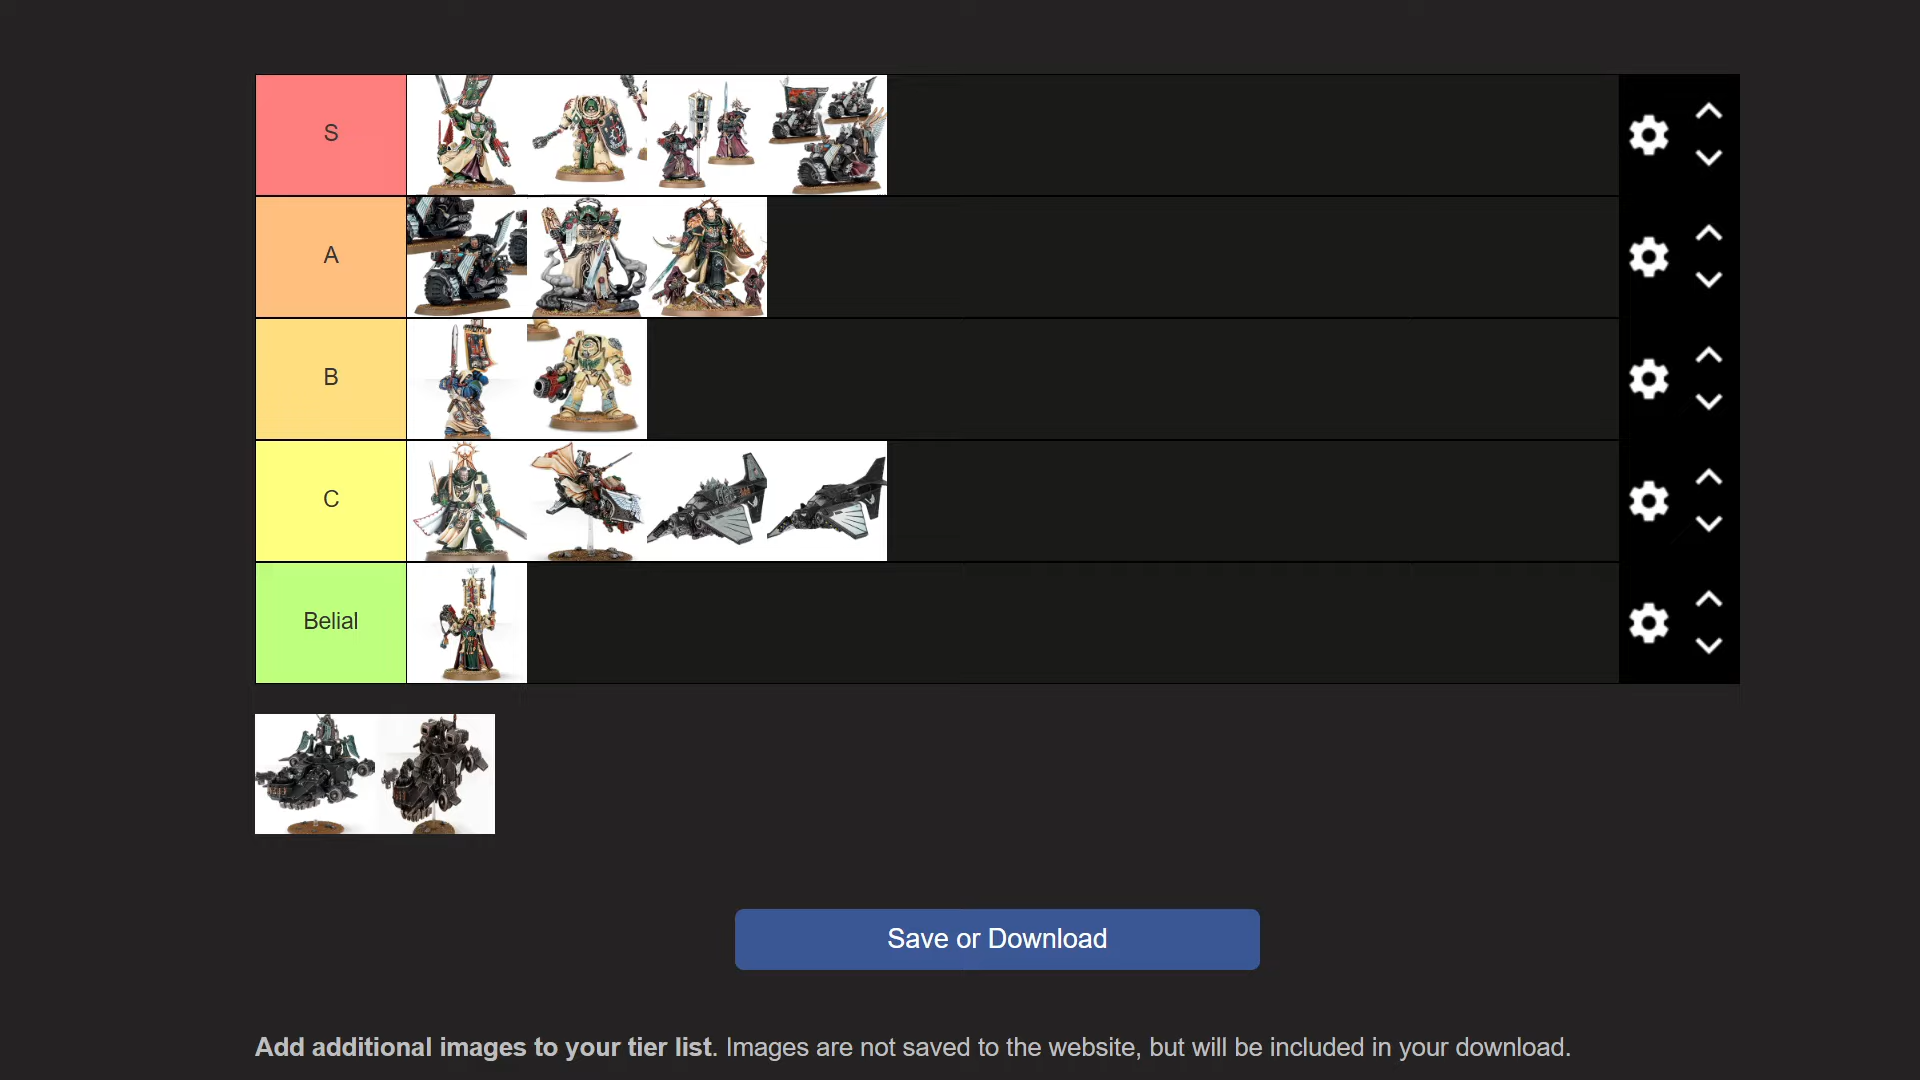 S
A
B
C
Belial
Save or Download
Add additional images to your tier list. Images are not saved to the website, but will be included in your download.